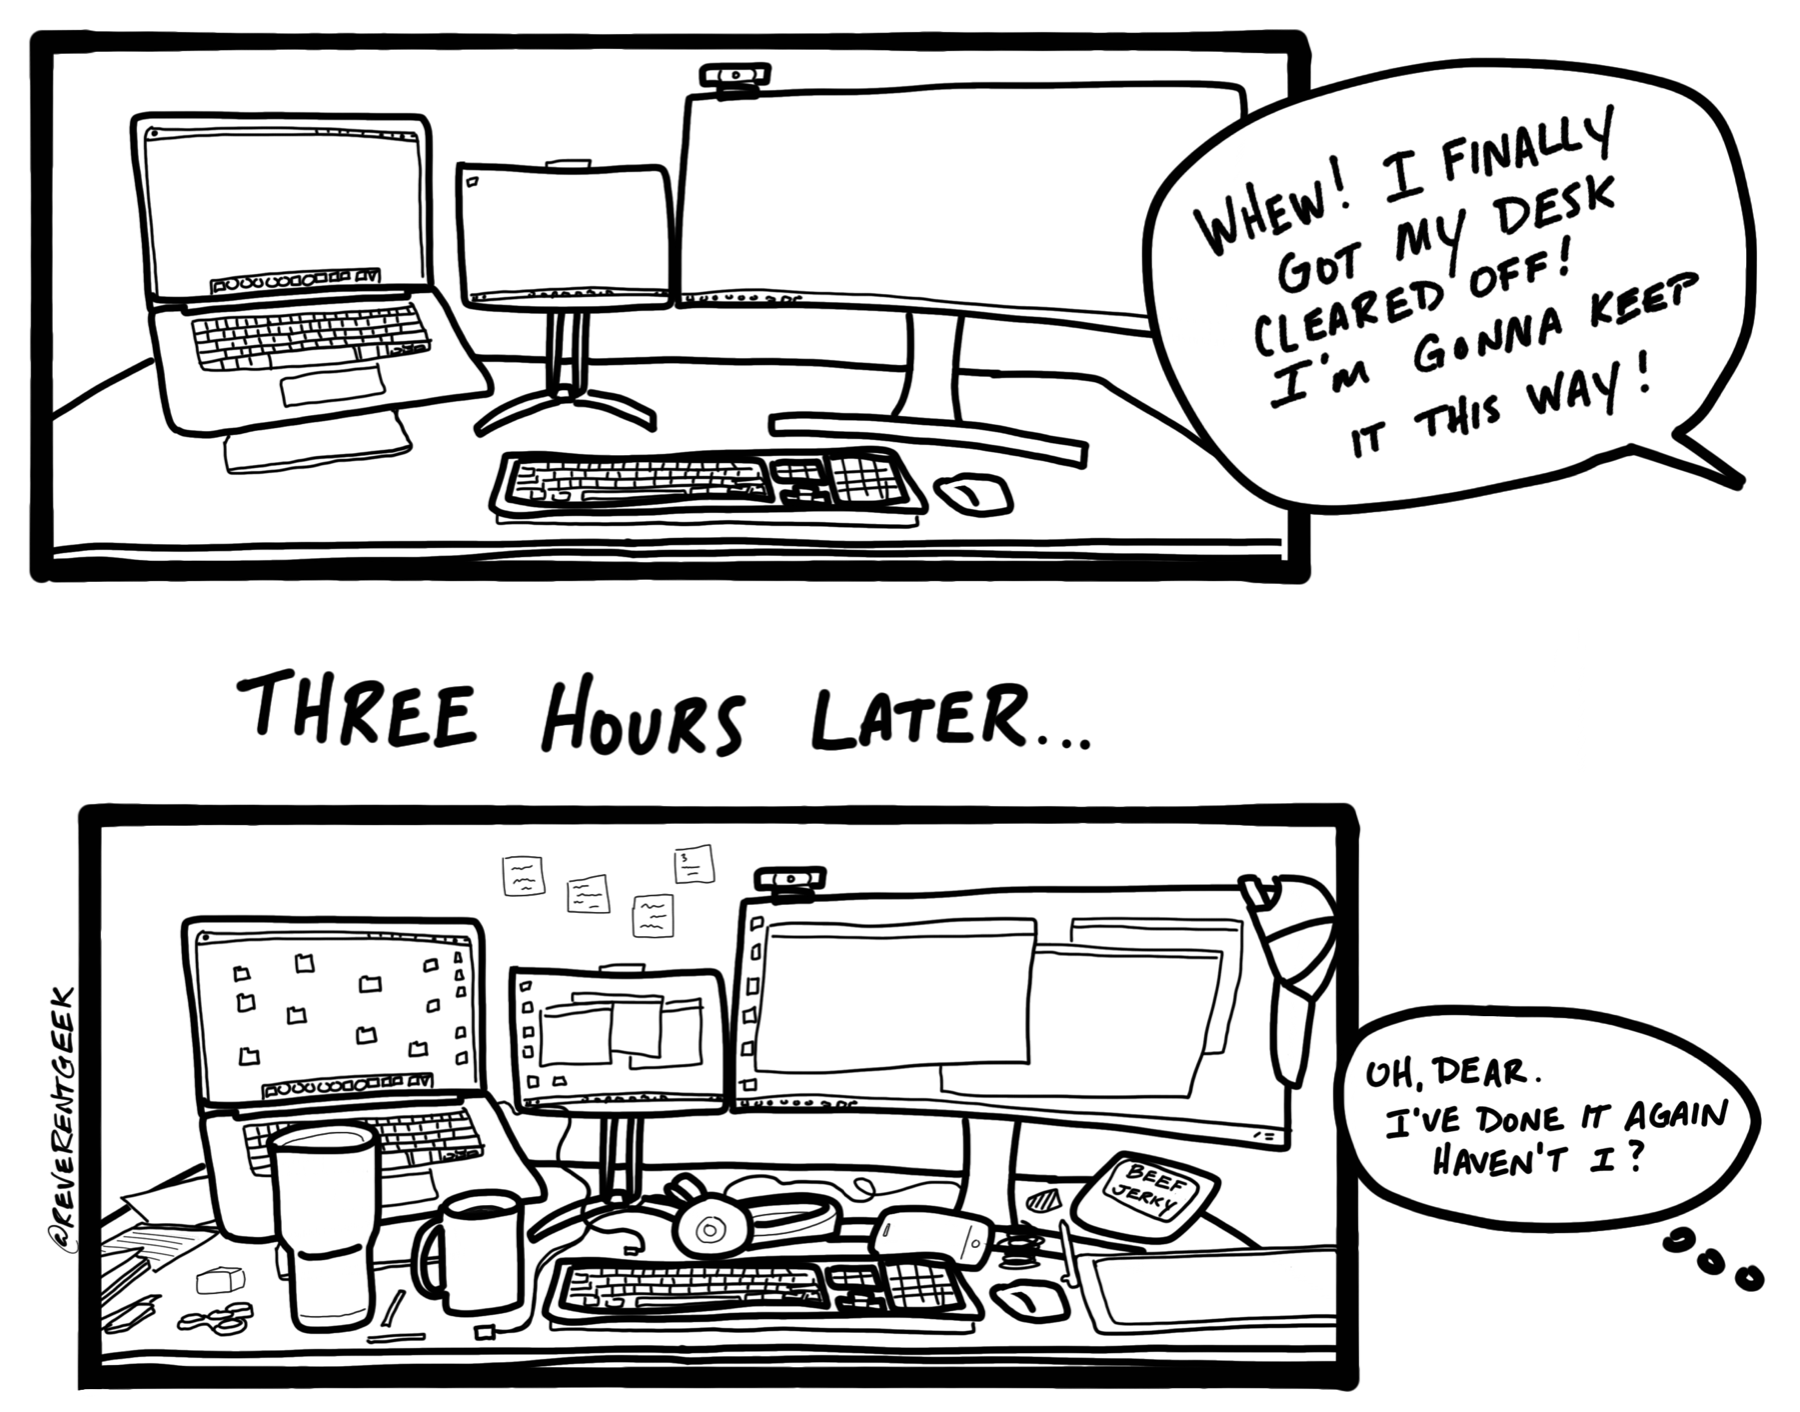 WHEW! I FINALLY
GOT MY DESK
CLEARED OFF!
I'M GONNA KEEP
IT THIS WAY!
THREE HOURS LATER...
@REVERENTGEEK
BEEF
JERKY
OH, DEAR.
I'VE DONE IT AGAIN
HAVEN'T I?